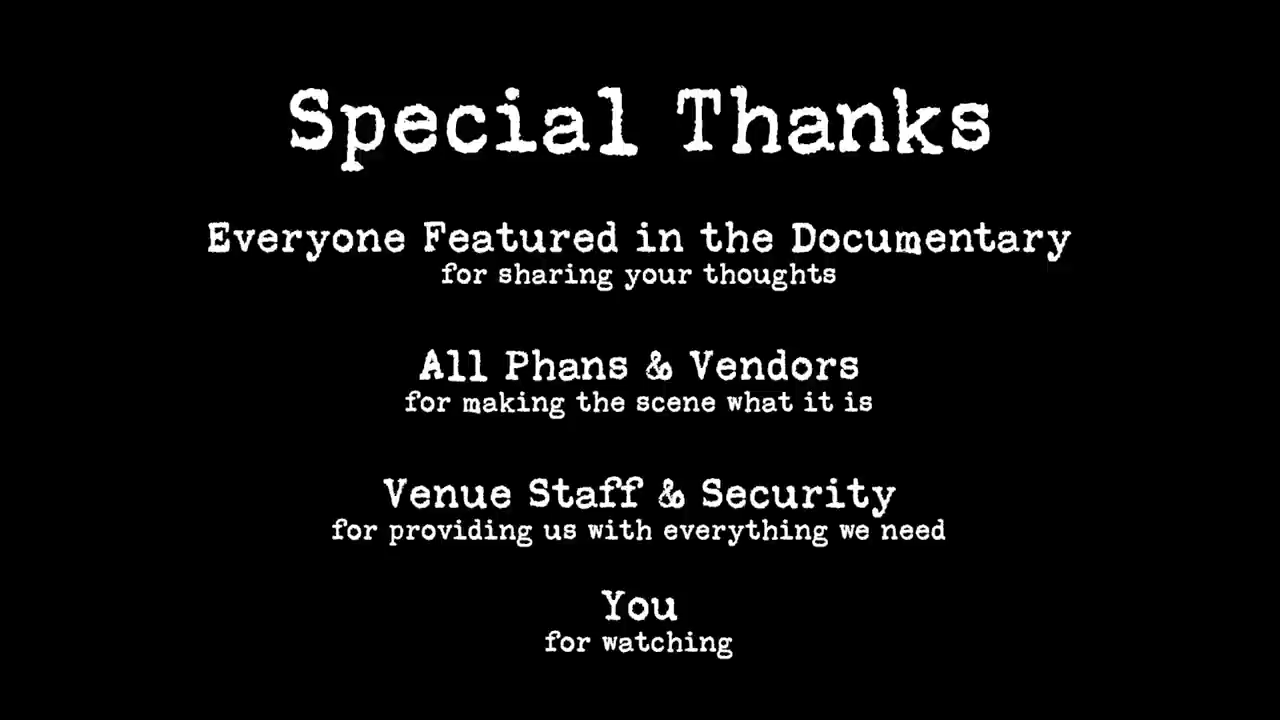 Special Thanks
Everyone Featured in the Documentary
for sharing your thoughts
All Phans & Vendors
for making the scene what it is
Venue Staff & Security
for providing us with everything we need
You
for watching